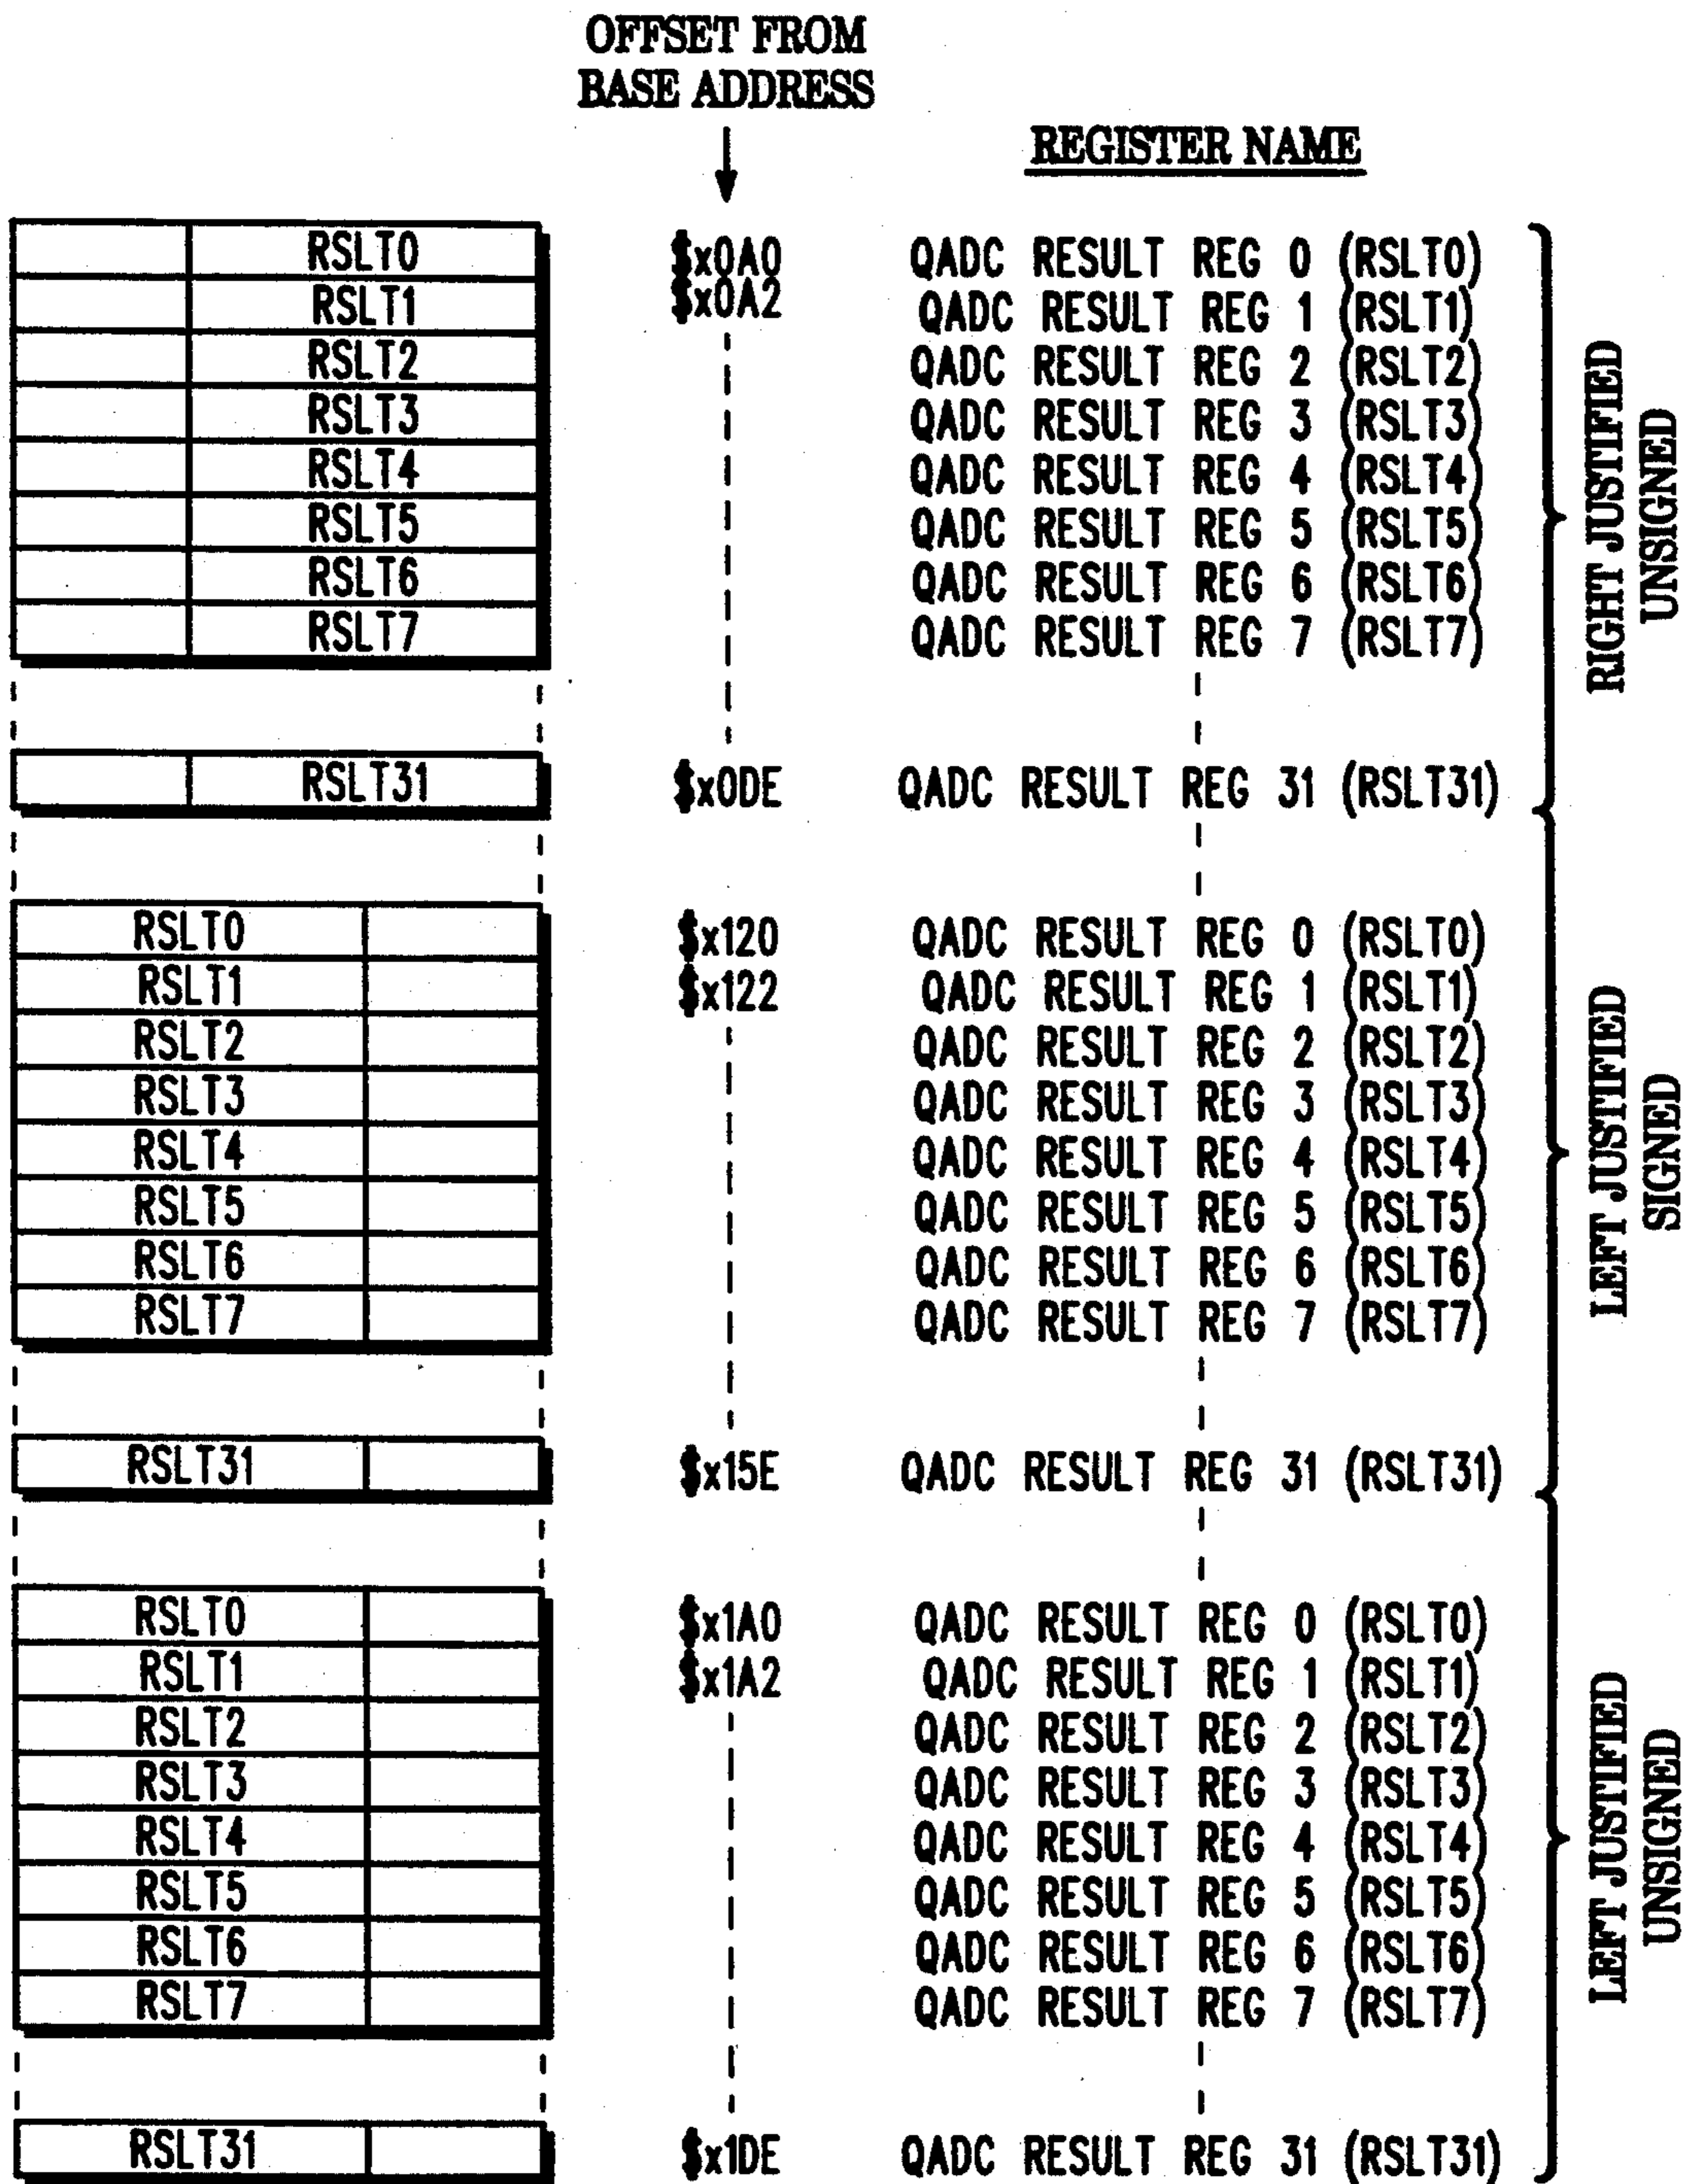 OFFSET FROM
BASE ADDRESS
REGISTER NAME
RSLT0 $x0A0 QADC RESULT REG 0 (RSLT0)
RSLT1 $x0A2 QADC RESULT REG 1 (RSLT1)
RSLT2 QADC RESULT REG 2 (RSLT2)
RSLT3 QADC RESULT REG 3 (RSLT3)
RSLT4 QADC RESULT REG 4 (RSLT4)
RSLT5 QADC RESULT REG 5 (RSLT5)
RSLT6 QADC RESULT REG 6 (RSLT6)
RSLT7 QADC RESULT REG 7 (RSLT7)
RSLT31 $x0DE QADC RESULT REG 31 (RSLT31)
RIGHT JUSTIFIED
UNSIGNED
RSLT0 $x120 QADC RESULT REG 0 (RSLT0)
RSLT1 $x122 QADC RESULT REG 1 (RSLT1)
RSLT2 QADC RESULT REG 2 (RSLT2)
RSLT3 QADC RESULT REG 3 (RSLT3)
RSLT4 QADC RESULT REG 4 (RSLT4)
RSLT5 QADC RESULT REG 5 (RSLT5)
RSLT6 QADC RESULT REG 6 (RSLT6)
RSLT7 QADC RESULT REG 7 (RSLT7)
RSLT31 $x15E QADC RESULT REG 31 (RSLT31)
LEFT JUSTIFIED
SIGNED
RSLT0 $x1A0 QADC RESULT REG 0 (RSLT0)
RSLT1 $x1A2 QADC RESULT REG 1 (RSLT1)
RSLT2 QADC RESULT REG 2 (RSLT2)
RSLT3 QADC RESULT REG 3 (RSLT3)
RSLT4 QADC RESULT REG 4 (RSLT4)
RSLT5 QADC RESULT REG 5 (RSLT5)
RSLT6 QADC RESULT REG 6 (RSLT6)
RSLT7 QADC RESULT REG 7 (RSLT7)
RSLT31 $x1DE QADC RESULT REG 31 (RSLT31)
LEFT JUSTIFIED
UNSIGNED